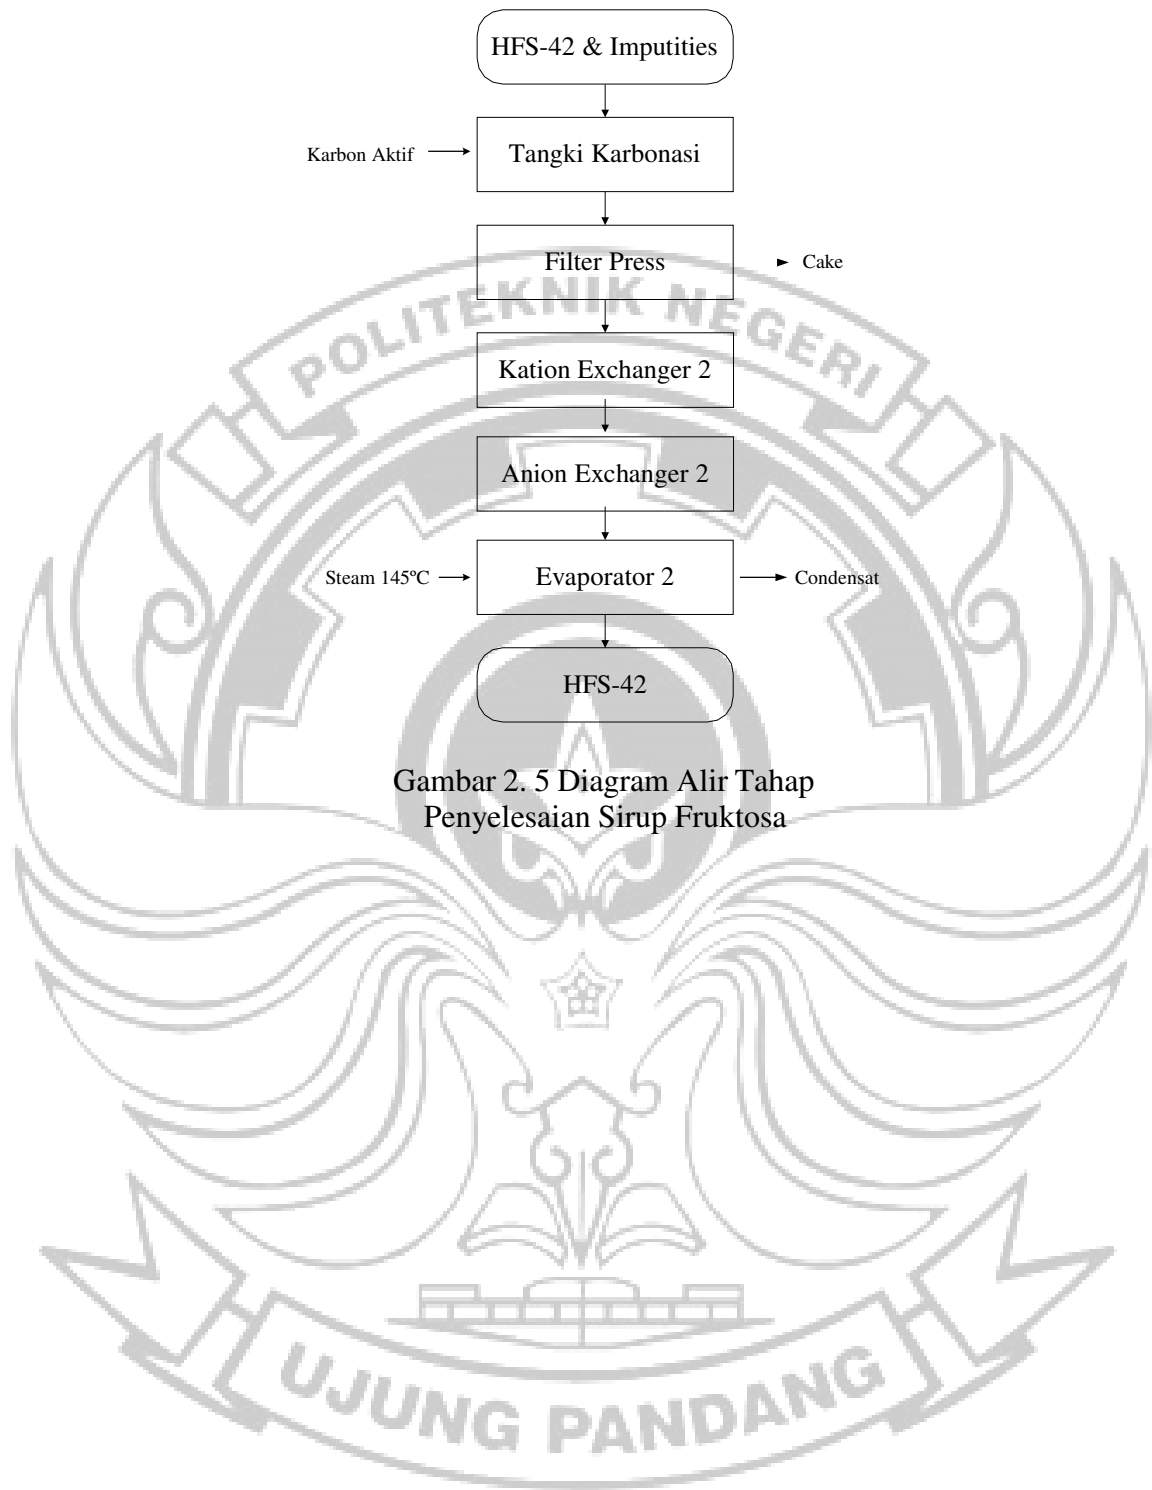 HFS-42 & Imputities
Karbon Aktif
Tangki Karbonasi
Filter Press
Cake
POLITEKNIK NEGERI
Kation Exchanger 2
Anion Exchanger 2
Steam 145ºC
Evaporator 2
Condensat
HFS-42
Gambar 2. 5 Diagram Alir Tahap
Penyelesaian Sirup Fruktosa
UJUNG PANDANG